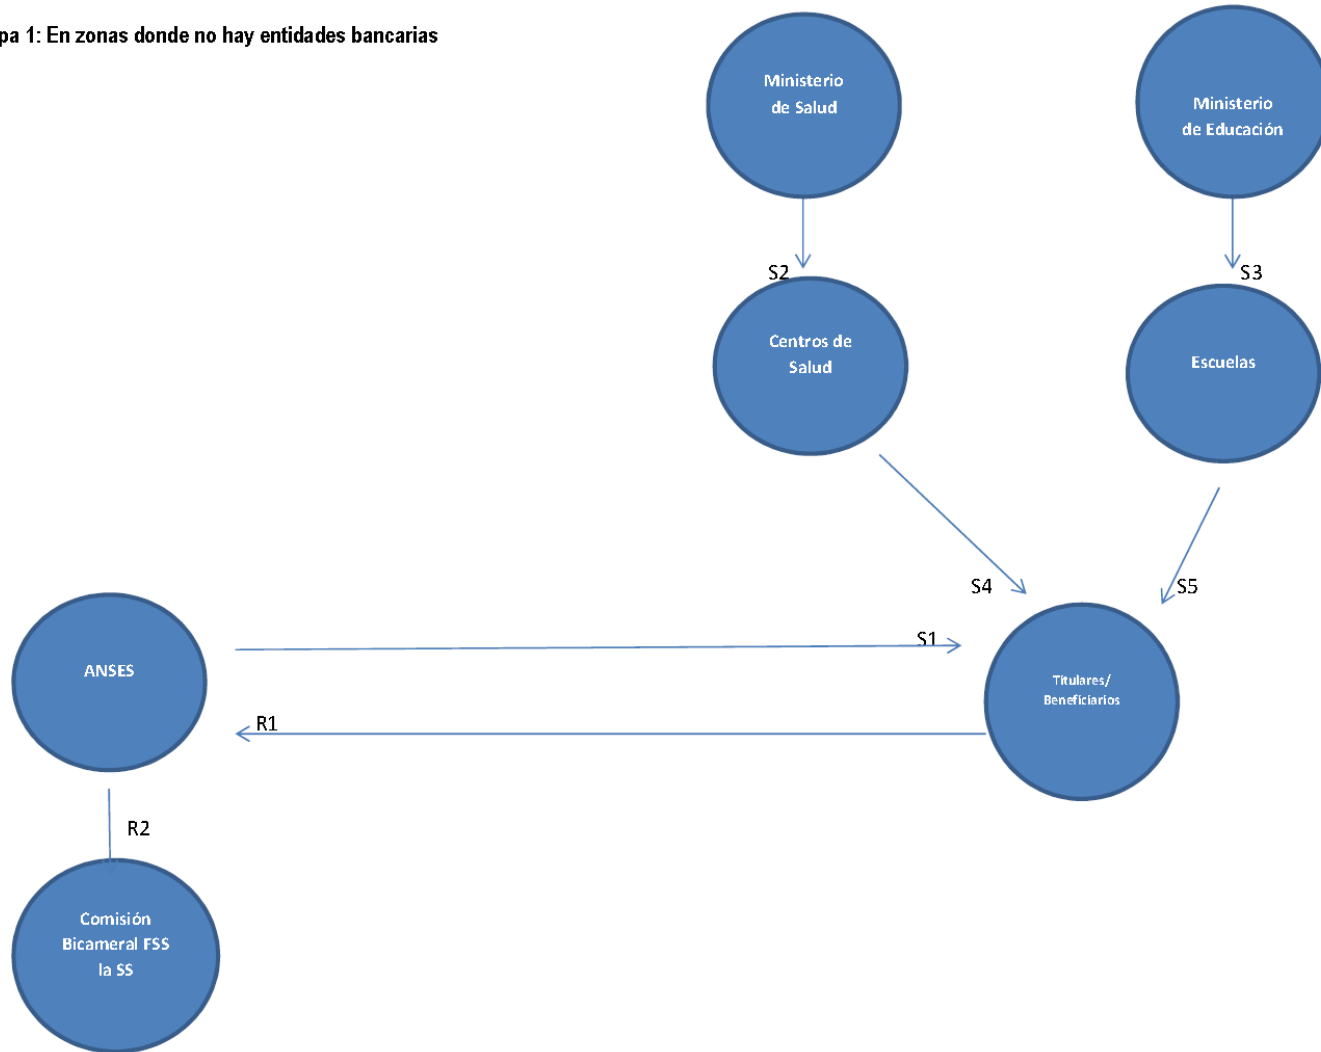 pa 1: En zonas donde no hay entidades bancarias
Ministerio
de Salud
Ministerio
de Educación
S2
S3
Centros de
Salud
Escuelas
S4
S5
S1
ANSES
Titulares/
Beneficiarios
R1
R2
Comisión
Bicameral FSS
la SS